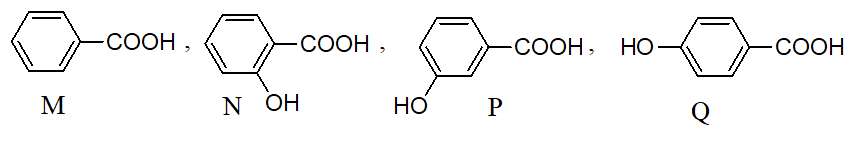 COOH , COOH , COOH , HO COOH
OH HO
M N P Q